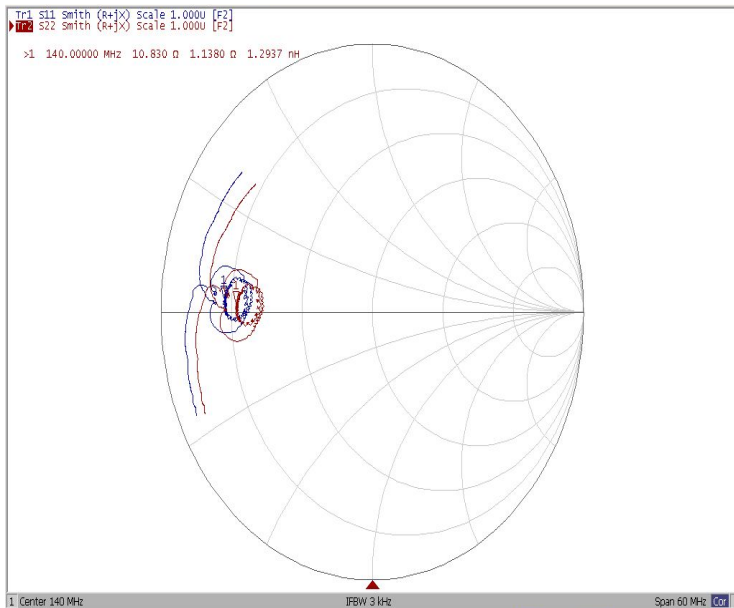 Tr1 S11 Smith (R+jX) Scale 1.000U [F2]
Tr2 S22 Smith (R+jX) Scale 1.000U [F2]
>1 140.00000 MHz 10.830 Ω 1.1380 Ω 1.2937 nH
1
1
1 Center 140 MHz IFBW 3 kHz Span 60 MHz Cor